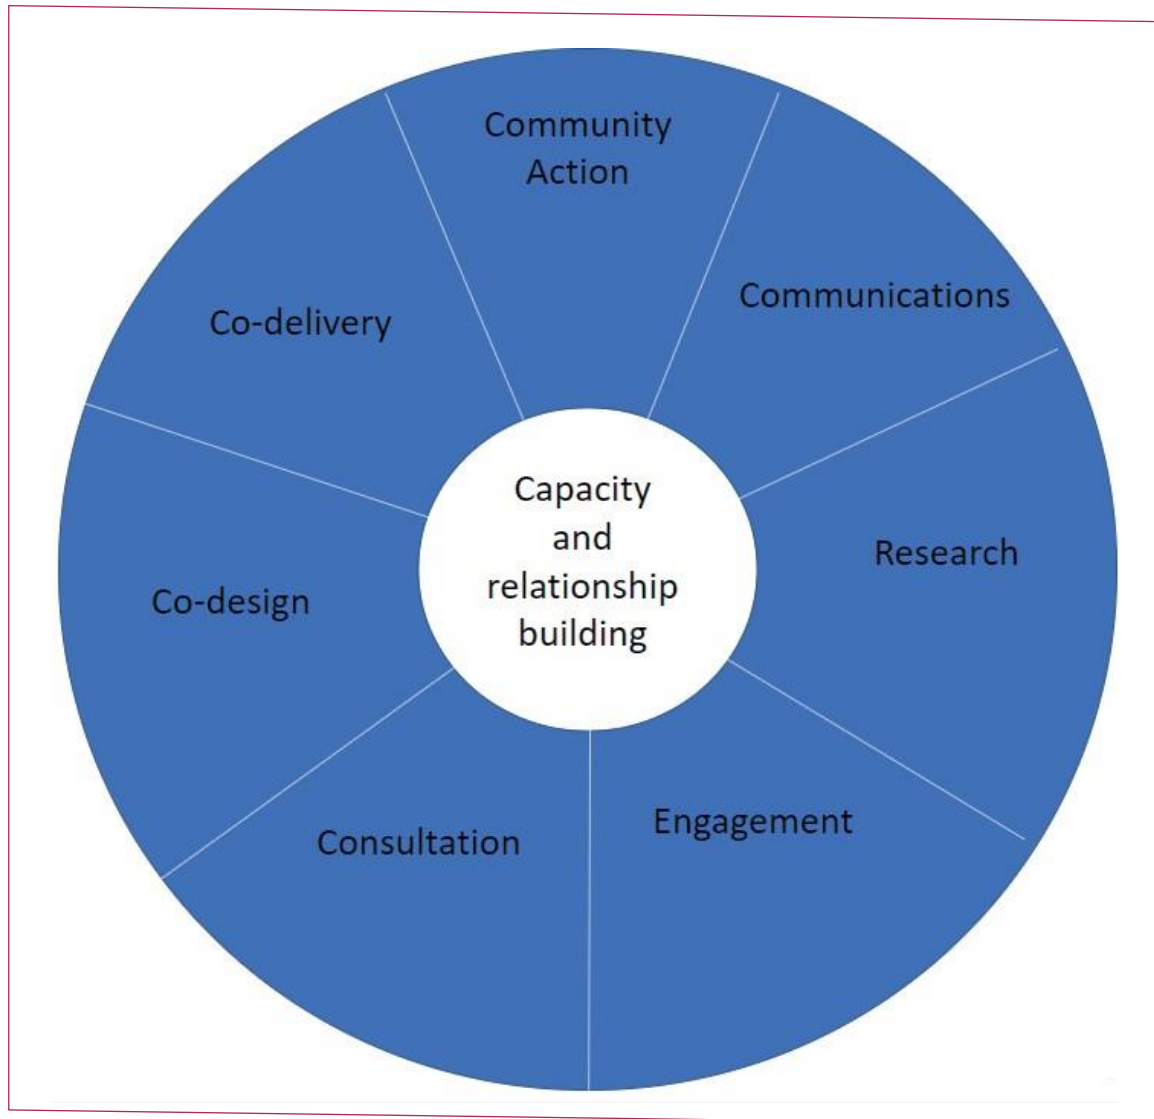 Community
Action
Communications
Research
Engagement
Consultation
Co-design
Co-delivery
Capacity
and
relationship
building